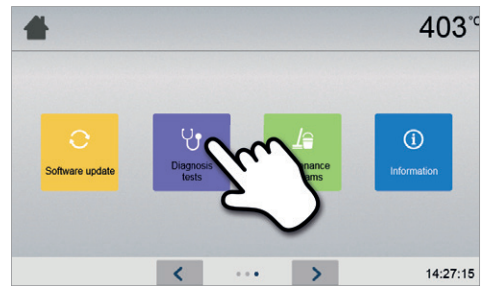 403°C
Software update
Diagnosis
tests
Information
14:27:15